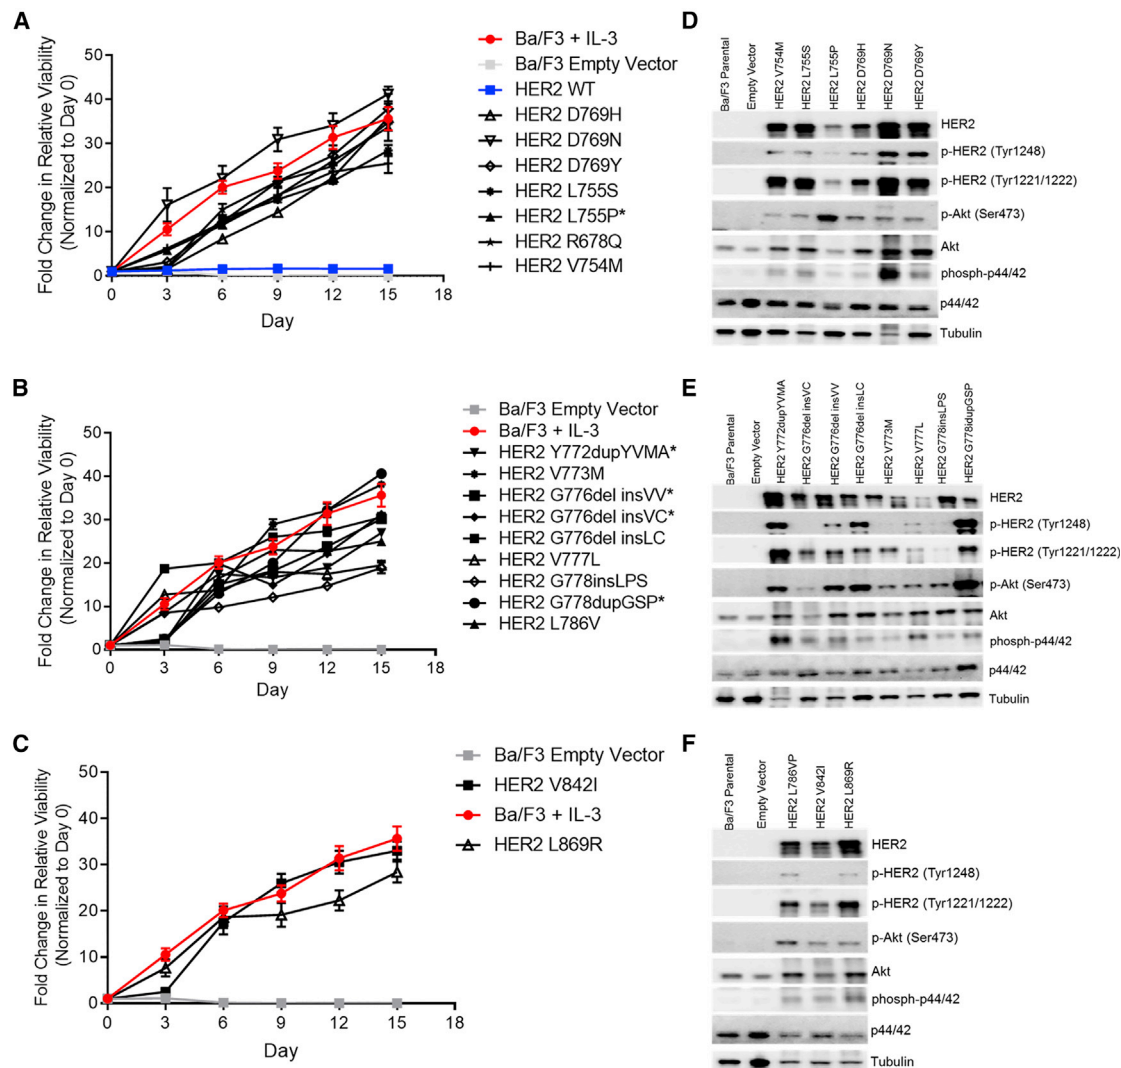 A
Fold Change in Relative Viability
(Normalized to Day 0)
50
40
30
20
10
0
0 3 6 9 12 15 18
Day
Ba/F3 + IL-3
Ba/F3 Empty Vector
HER2 WT
HER2 D769H
HER2 D769N
HER2 D769Y
HER2 L755S
HER2 L755P*
HER2 R678Q
HER2 V754M
D
Ba/F3 Parental
Empty Vector
HER2 V754M
HER2 L755S
HER2 L755P
HER2 D769H
HER2 D769N
HER2 D769Y
HER2
p-HER2 (Tyr1248)
p-HER2 (Tyr1221/1222)
p-Akt (Ser473)
Akt
phosph-p44/42
p44/42
Tubulin
B
Fold Change in Relative Viability
(Normalized to Day 0)
50
40
30
20
10
0
0 3 6 9 12 15 18
Day
Ba/F3 Empty Vector
Ba/F3 + IL-3
HER2 Y772dupYVMA*
HER2 V773M
HER2 G776del insVV*
HER2 G776del insVC*
HER2 G776del insLC
HER2 V777L
HER2 G778insLPS
HER2 G778dupGSP*
HER2 L786V
E
Ba/F3 Parental
Empty Vector
HER2 Y772dupYVMA
HER2 G776del insVC
HER2 G776del insVV
HER2 G776del insLC
HER2 V773M
HER2 V777L
HER2 G778insLPS
HER2 G778idupGSP
HER2
p-HER2 (Tyr1248)
p-HER2 (Tyr1221/1222)
p-Akt (Ser473)
Akt
phosph-p44/42
p44/42
Tubulin
C
Fold Change in Relative Viability
(Normalized to Day 0)
50
40
30
20
10
0
0 3 6 9 12 15 18
Day
Ba/F3 Empty Vector
HER2 V842I
Ba/F3 + IL-3
HER2 L869R
F
Ba/F3 Parental
Empty Vector
HER2 L786VP
HER2 V842I
HER2 L869R
HER2
p-HER2 (Tyr1248)
p-HER2 (Tyr1221/1222)
p-Akt (Ser473)
Akt
phosph-p44/42
p44/42
Tubulin